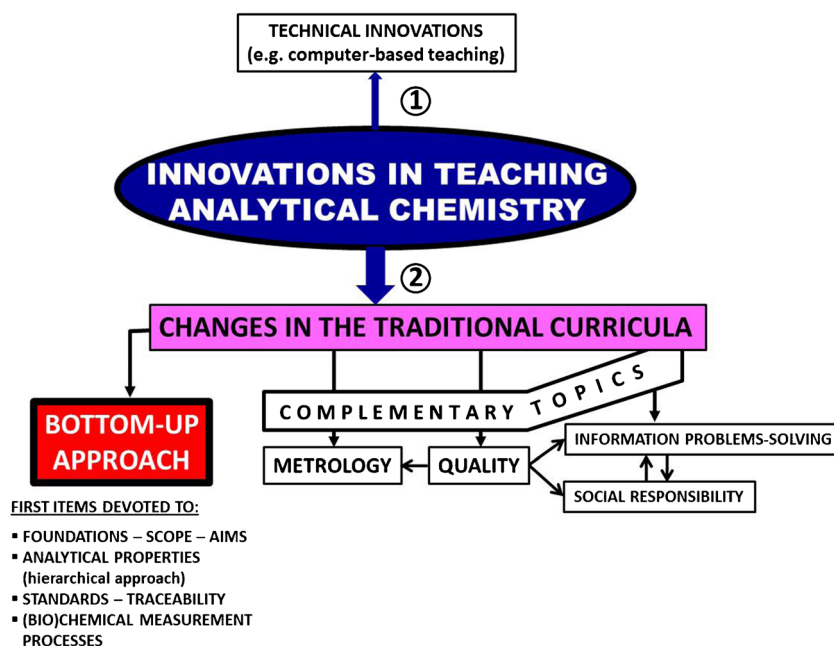 TECHNICAL INNOVATIONS
(e.g. computer-based teaching)
①
INNOVATIONS IN TEACHING
ANALYTICAL CHEMISTRY
②
CHANGES IN THE TRADITIONAL CURRICULA
COMPLEMENTARY TOPICS
BOTTOM-UP
APPROACH
METROLOGY
QUALITY
INFORMATION PROBLEMS-SOLVING
SOCIAL RESPONSIBILITY
FIRST ITEMS DEVOTED TO:
▪ FOUNDATIONS – SCOPE – AIMS
▪ ANALYTICAL PROPERTIES
(hierarchical approach)
▪ STANDARDS – TRACEABILITY
▪ (BIO)CHEMICAL MEASUREMENT
PROCESSES